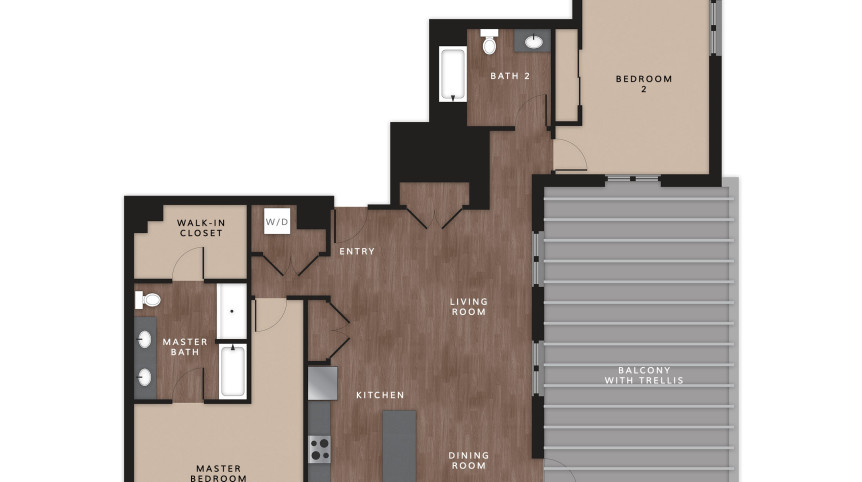 BATH 2
BEDROOM
2
WALK-IN
CLOSET
W/D
ENTRY
LIVING
ROOM
MASTER
BATH
BALCONY
WITH TRELLIS
KITCHEN
DINING
ROOM
MASTER
BEDROOM